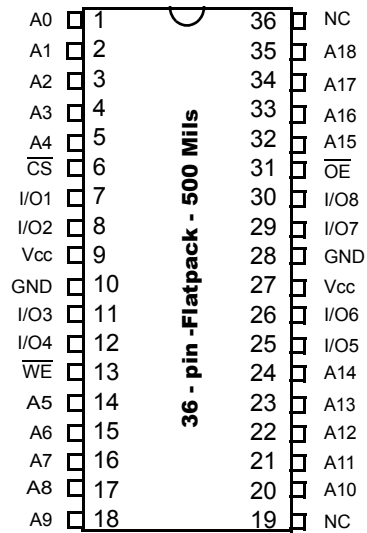 A0 1 36 NC
A1 2 35 A18
A2 3 34 A17
A3 4 33 A16
A4 5 32 A15
CS 6 31 OE
I/O1 7 30 I/O8
I/O2 8 29 I/O7
Vcc 9 28 GND
GND 10 27 Vcc
I/O3 11 26 I/O6
I/O4 12 25 I/O5
WE 13 24 A14
A5 14 23 A13
A6 15 22 A12
A7 16 21 A11
A8 17 20 A10
A9 18 19 NC
36 - pin -Flatpack - 500 Mils